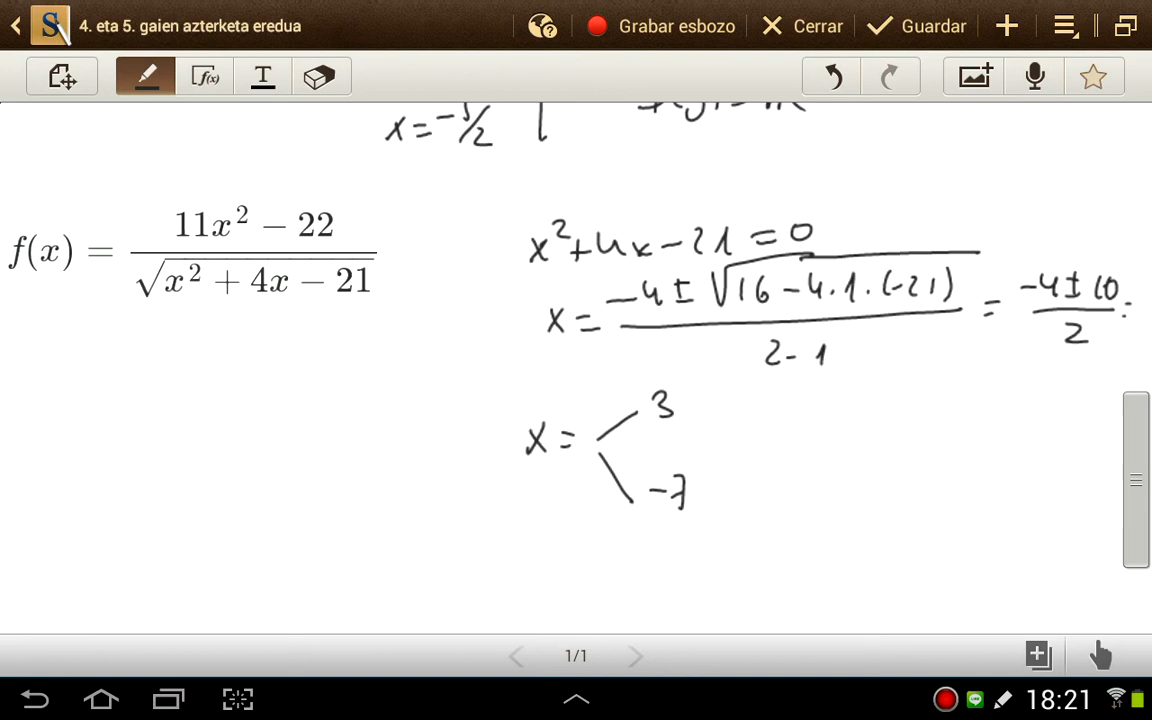 4. eta 5. gaien azterketa eredua
Grabar esbozo
Cerrar
Guardar
f(x)
T
x = -5/2
f(x) = (11x² − 22) / √(x² + 4x − 21)
x² + 4x − 21 = 0
x = (−4 ± √(16 − 4·1·(−21))) / (2·1) = (−4 ± 10) / 2 =
x =
3
-7
1/1
18:21